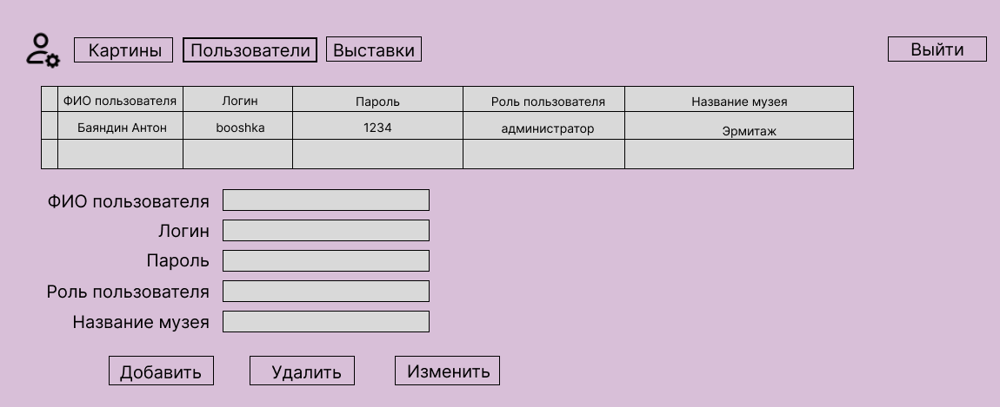 Картины Пользователи Выставки Выйти
ФИО пользователя Логин Пароль Роль пользователя Название музея
Баяндин Антон booshka 1234 администратор Эрмитаж
ФИО пользователя
Логин
Пароль
Роль пользователя
Название музея
Добавить Удалить Изменить